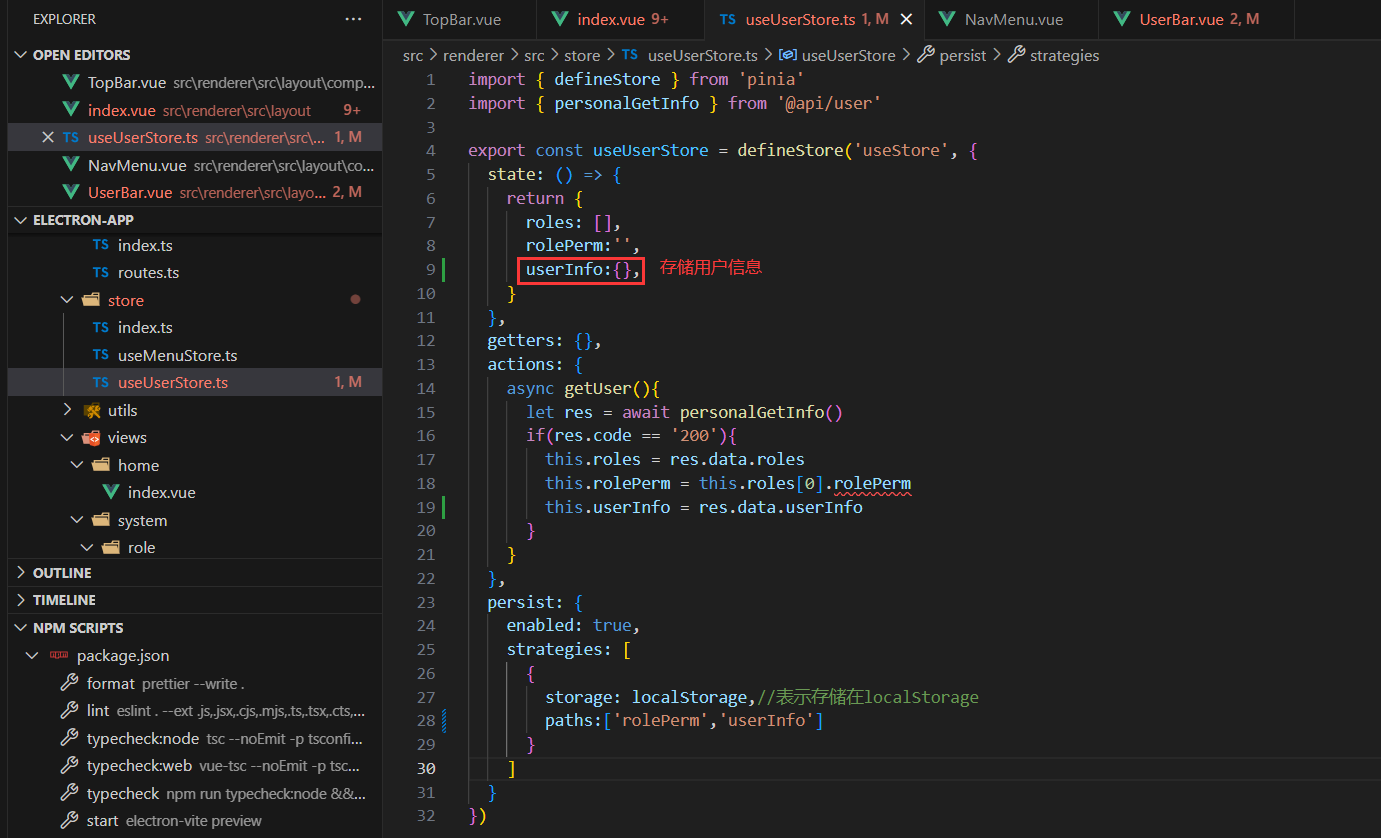 EXPLORER
OPEN EDITORS
TopBar.vue src\renderer\src\layout\comp...
index.vue src\renderer\src\layout 9+
TS useUserStore.ts src\renderer\src\... 1, M
NavMenu.vue src\renderer\src\layout\co...
UserBar.vue src\renderer\src\layo... 2, M
ELECTRON-APP
TS index.ts
TS routes.ts
store
TS index.ts
TS useMenuStore.ts
TS useUserStore.ts 1, M
utils
views
home
index.vue
system
role
OUTLINE
TIMELINE
NPM SCRIPTS
package.json
format prettier --write .
lint eslint . --ext .js,.jsx,.cjs,.mjs,.ts,.tsx,.cts,...
typecheck:node tsc --noEmit -p tsconfi...
typecheck:web vue-tsc --noEmit -p tsc...
typecheck npm run typecheck:node &&...
start electron-vite preview
TopBar.vue
index.vue 9+
TS useUserStore.ts 1, M
NavMenu.vue
UserBar.vue 2, M
src > renderer > src > store > TS useUserStore.ts > useUserStore > persist > strategies
1 import { defineStore } from 'pinia'
2 import { personalGetInfo } from '@api/user'
3
4 export const useUserStore = defineStore('useStore', {
5 state: () => {
6 return {
7 roles: [],
8 rolePerm:'',
9 userInfo:{}, 存储用户信息
10 }
11 },
12 getters: {},
13 actions: {
14 async getUser(){
15 let res = await personalGetInfo()
16 if(res.code == '200'){
17 this.roles = res.data.roles
18 this.rolePerm = this.roles[0].rolePerm
19 this.userInfo = res.data.userInfo
20 }
21 }
22 },
23 persist: {
24 enabled: true,
25 strategies: [
26 {
27 storage: localStorage,//表示存储在localStorage
28 paths:['rolePerm','userInfo']
29 }
30 ]
31 }
32 })